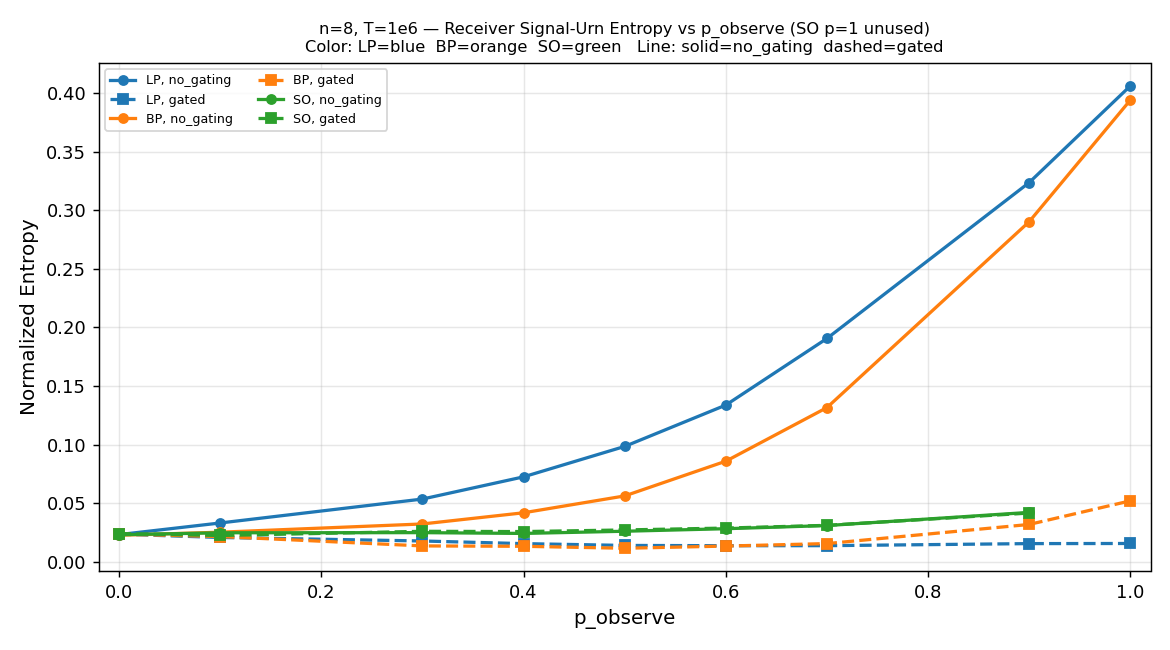 n=8, T=1e6 — Receiver Signal-Urn Entropy vs p_observe (SO p=1 unused)
Color: LP=blue  BP=orange  SO=green   Line: solid=no_gating  dashed=gated
LP, no_gating
LP, gated
BP, no_gating
BP, gated
SO, no_gating
SO, gated
Normalized Entropy
0.40
0.35
0.30
0.25
0.20
0.15
0.10
0.05
0.00
0.0 0.2 0.4 0.6 0.8 1.0
p_observe